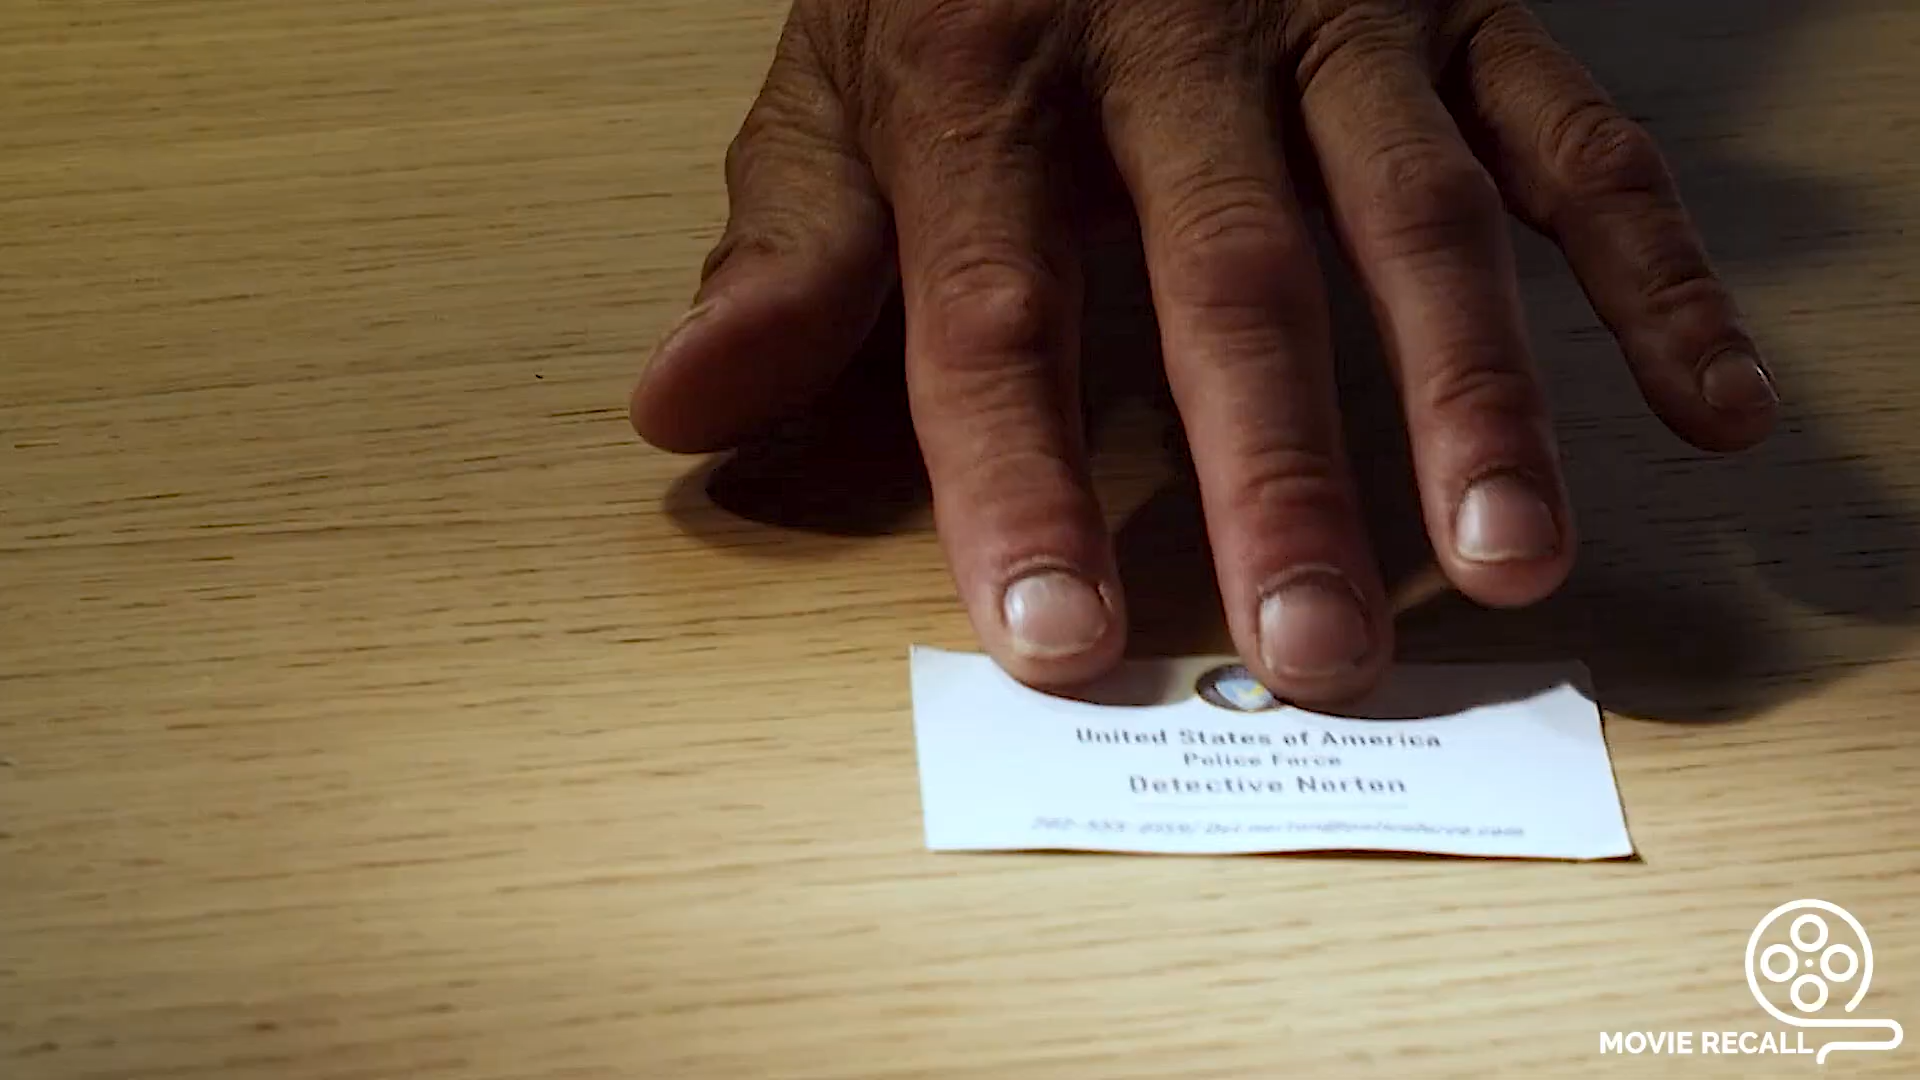 United States of America
Police Force
Detective Norton
MOVIE RECALL